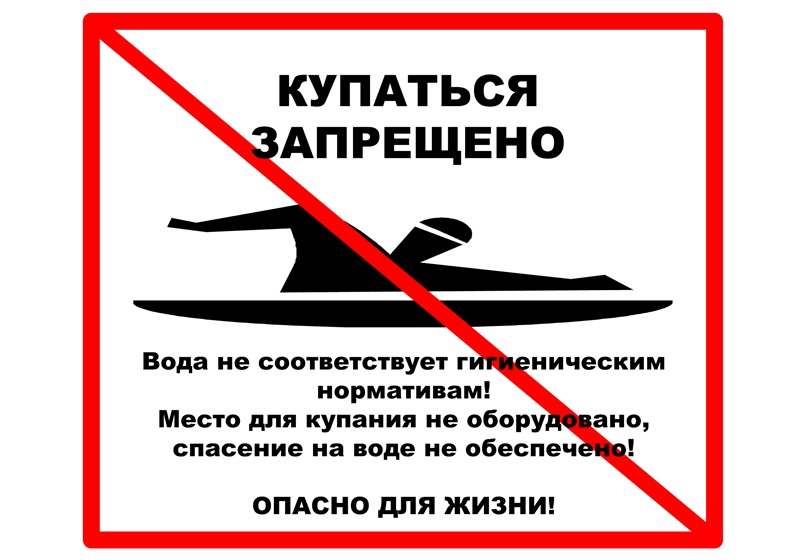 КУПАТЬСЯ
ЗАПРЕЩЕНО
Вода не соответствует гигиеническим
нормативам!
Место для купания не оборудовано,
спасение на воде не обеспечено!
ОПАСНО ДЛЯ ЖИЗНИ!